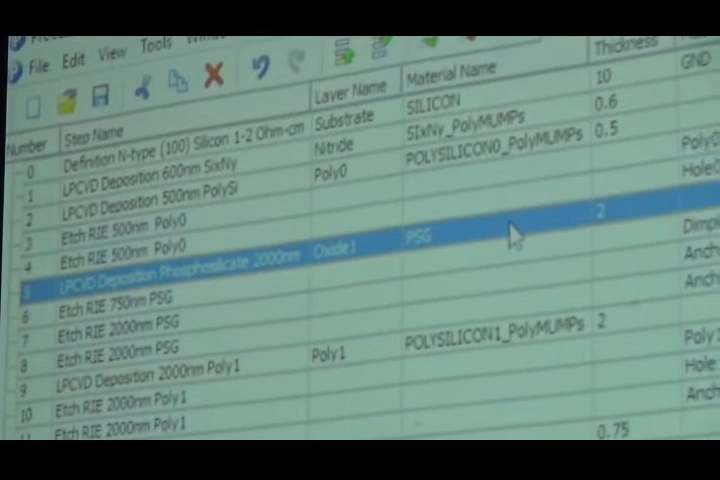 File Edit View Tools
Number Step Name Layer Name Material Name Thickness
0 Definition N-type (100) Silicon 1-2 Ohm-cm Substrate SILICON 10 GND
1 LPCVD Deposition 600nm SixNy Nitride SIxNy_PolyMUMPs 0.6
2 LPCVD Deposition 500nm PolySi Poly0 POLYSILICON0_PolyMUMPs 0.5
3 Etch RIE 500nm Poly0 Poly0
4 Etch RIE 500nm Poly0
5 LPCVD Deposition Phosphosilicate 2000nm Oxide1 PSG 2
6 Etch RIE 750nm PSG
7 Etch RIE 2000nm PSG
8 Etch RIE 2000nm PSG
9 LPCVD Deposition 2000nm Poly1 Poly1 POLYSILICON1_PolyMUMPs 2
10 Etch RIE 2000nm Poly1
11 Etch RIE 2000nm Poly1
0.75